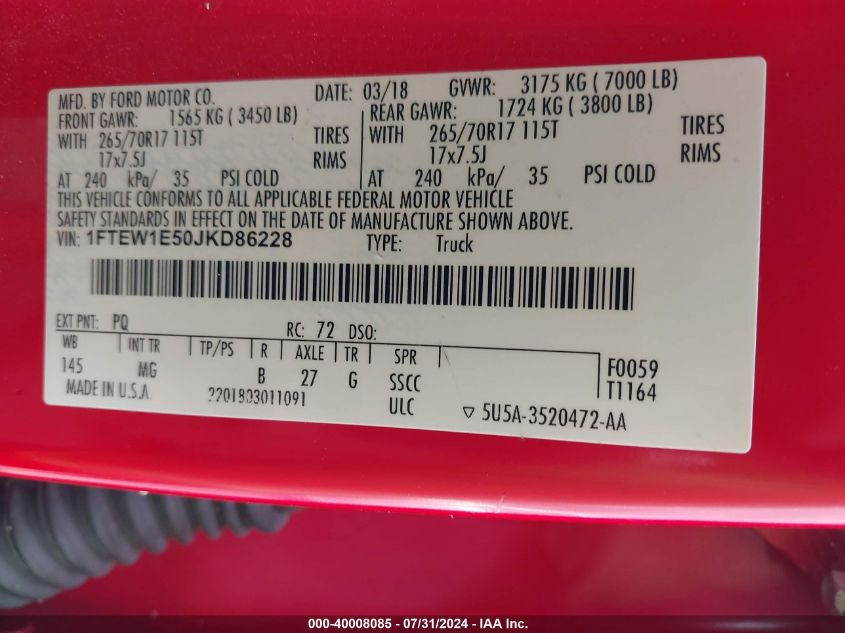 MFD. BY FORD MOTOR CO. DATE: 03/18 GVWR: 3175 KG ( 7000 LB)
FRONT GAWR: 1565 KG ( 3450 LB) REAR GAWR: 1724 KG ( 3800 LB)
WITH 265/70R17 115T TIRES WITH 265/70R17 115T TIRES
17x7.5J RIMS 17x7.5J RIMS
AT 240 kPa/ 35 PSI COLD AT 240 kPa/ 35 PSI COLD
THIS VEHICLE CONFORMS TO ALL APPLICABLE FEDERAL MOTOR VEHICLE
SAFETY STANDARDS IN EFFECT ON THE DATE OF MANUFACTURE SHOWN ABOVE.
VIN: 1FTEW1E50JKD86228 TYPE: Truck
EXT PNT: PQ RC: 72 DSO:
WB INT TR TP/PS R AXLE TR SPR
145 MG B 27 G SSCC F0059
MADE IN U.S.A. 2201803011091 ULC T1164
▽ 5U5A-3520472-AA
000-40008085 - 07/31/2024 - IAA Inc.